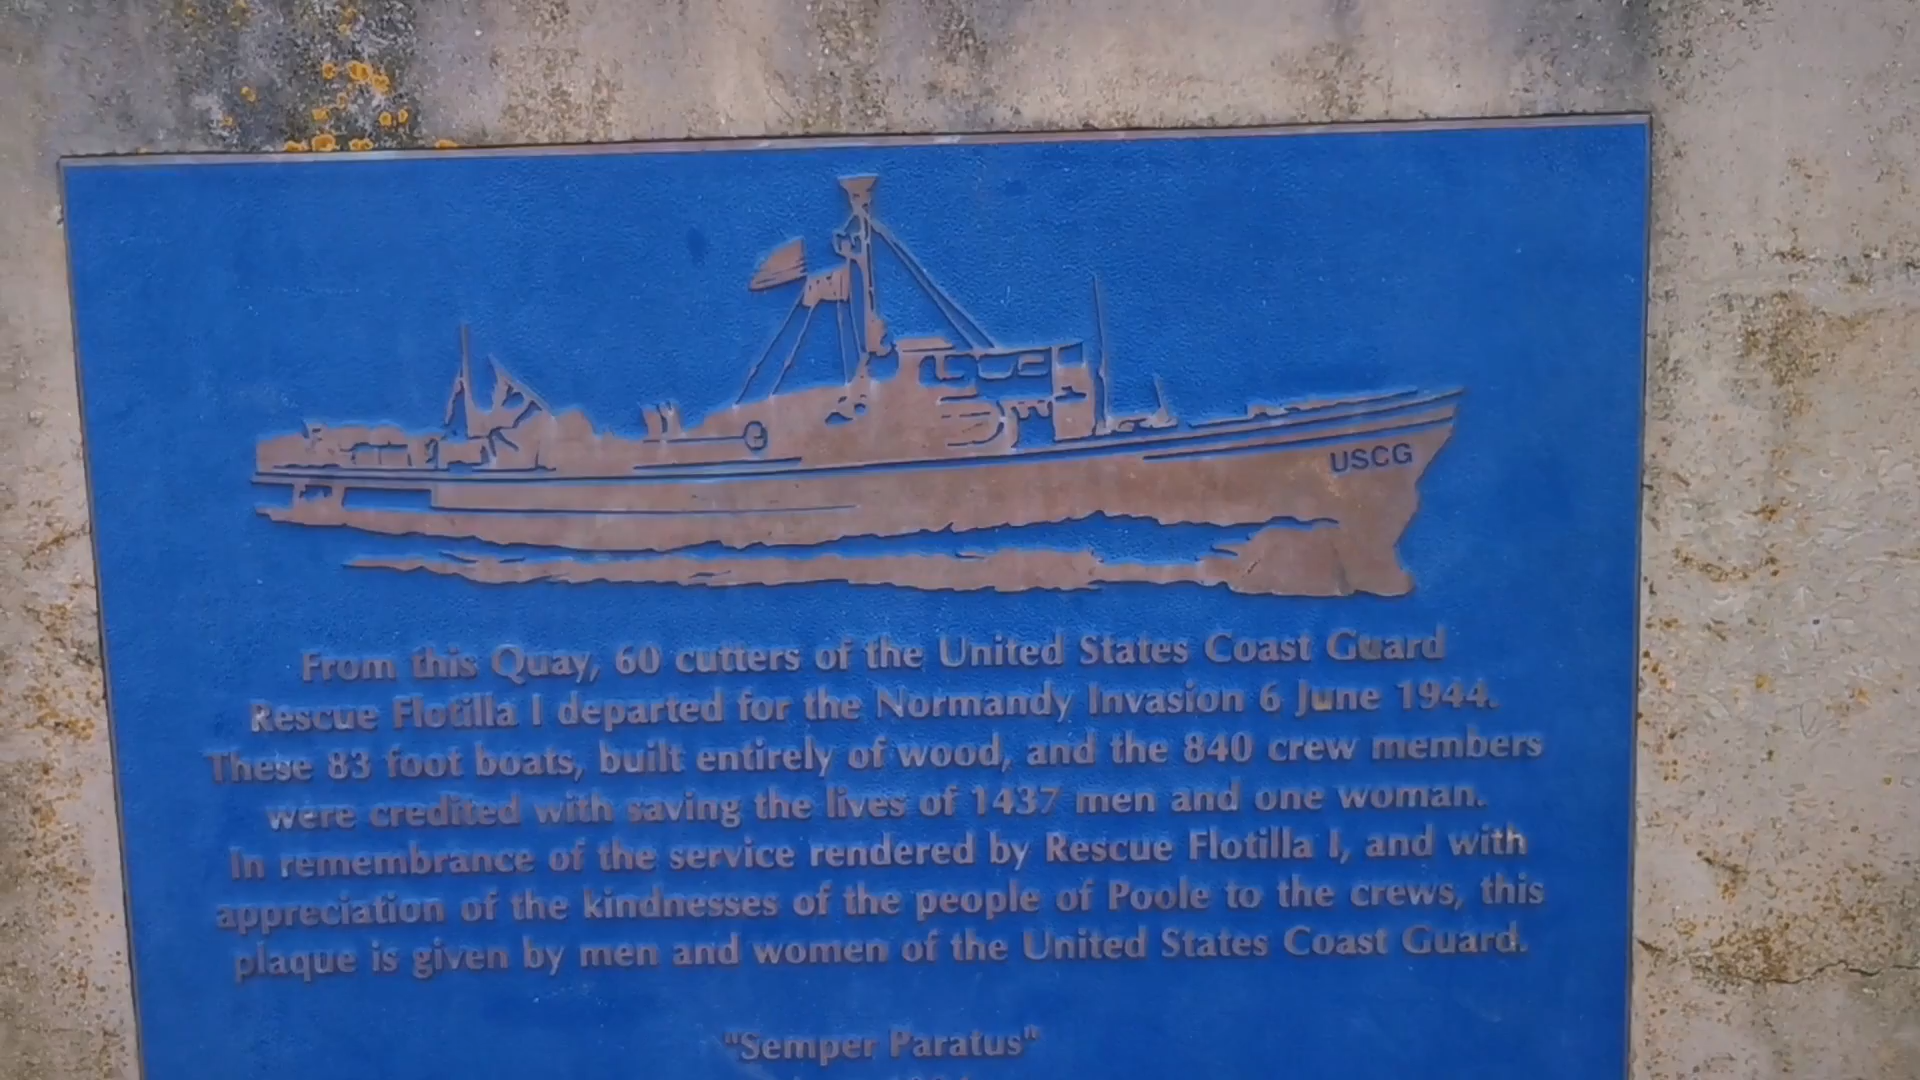 USCG
From this Quay, 60 cutters of the United States Coast Guard
Rescue Flotilla I departed for the Normandy Invasion 6 June 1944.
These 83 foot boats, built entirely of wood, and the 840 crew members
were credited with saving the lives of 1437 men and one woman.
In remembrance of the service rendered by Rescue Flotilla I, and with
appreciation of the kindnesses of the people of Poole to the crews, this
plaque is given by men and women of the United States Coast Guard.
"Semper Paratus"